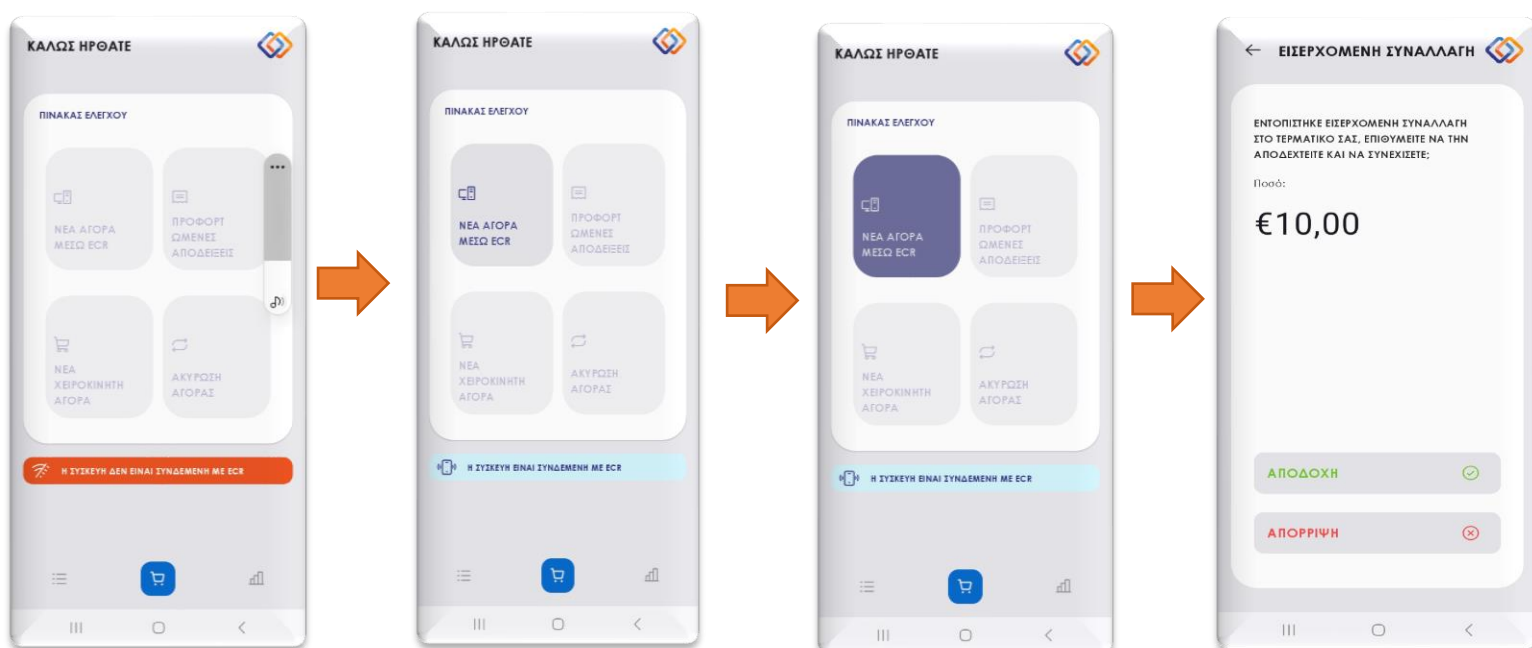 ΚΑΛΩΣ ΗΡΘΑΤΕ
ΠΙΝΑΚΑΣ ΕΛΕΓΧΟΥ
ΝΕΑ ΑΓΟΡΑ
ΜΕΣΩ ECR
ΠΡΟΦΟΡΤ
ΩΜΕΝΕΣ
ΑΠΟΔΕΙΞΕΙΣ
ΝΕΑ
ΧΕΙΡΟΚΙΝΗΤΗ
ΑΓΟΡΑ
ΑΚΥΡΩΣΗ
ΑΓΟΡΑΣ
Η ΣΥΣΚΕΥΗ ΔΕΝ ΕΙΝΑΙ ΣΥΝΔΕΜΕΝΗ ΜΕ ECR
ΚΑΛΩΣ ΗΡΘΑΤΕ
ΠΙΝΑΚΑΣ ΕΛΕΓΧΟΥ
ΝΕΑ ΑΓΟΡΑ
ΜΕΣΩ ECR
ΠΡΟΦΟΡΤ
ΩΜΕΝΕΣ
ΑΠΟΔΕΙΞΕΙΣ
ΝΕΑ
ΧΕΙΡΟΚΙΝΗΤΗ
ΑΓΟΡΑ
ΑΚΥΡΩΣΗ
ΑΓΟΡΑΣ
Η ΣΥΣΚΕΥΗ ΕΙΝΑΙ ΣΥΝΔΕΜΕΝΗ ΜΕ ECR
ΚΑΛΩΣ ΗΡΘΑΤΕ
ΠΙΝΑΚΑΣ ΕΛΕΓΧΟΥ
ΝΕΑ ΑΓΟΡΑ
ΜΕΣΩ ECR
ΠΡΟΦΟΡΤ
ΩΜΕΝΕΣ
ΑΠΟΔΕΙΞΕΙΣ
ΝΕΑ
ΧΕΙΡΟΚΙΝΗΤΗ
ΑΓΟΡΑ
ΑΚΥΡΩΣΗ
ΑΓΟΡΑΣ
Η ΣΥΣΚΕΥΗ ΕΙΝΑΙ ΣΥΝΔΕΜΕΝΗ ΜΕ ECR
ΕΙΣΕΡΧΟΜΕΝΗ ΣΥΝΑΛΛΑΓΗ
ΕΝΤΟΠΙΣΤΗΚΕ ΕΙΣΕΡΧΟΜΕΝΗ ΣΥΝΑΛΛΑΓΗ
ΣΤΟ ΤΕΡΜΑΤΙΚΟ ΣΑΣ, ΕΠΙΘΥΜΕΙΤΕ ΝΑ ΤΗΝ
ΑΠΟΔΕΧΤΕΙΤΕ ΚΑΙ ΝΑ ΣΥΝΕΧΙΣΕΤΕ;
Ποσό:
€10,00
ΑΠΟΔΟΧΗ
ΑΠΟΡΡΙΨΗ